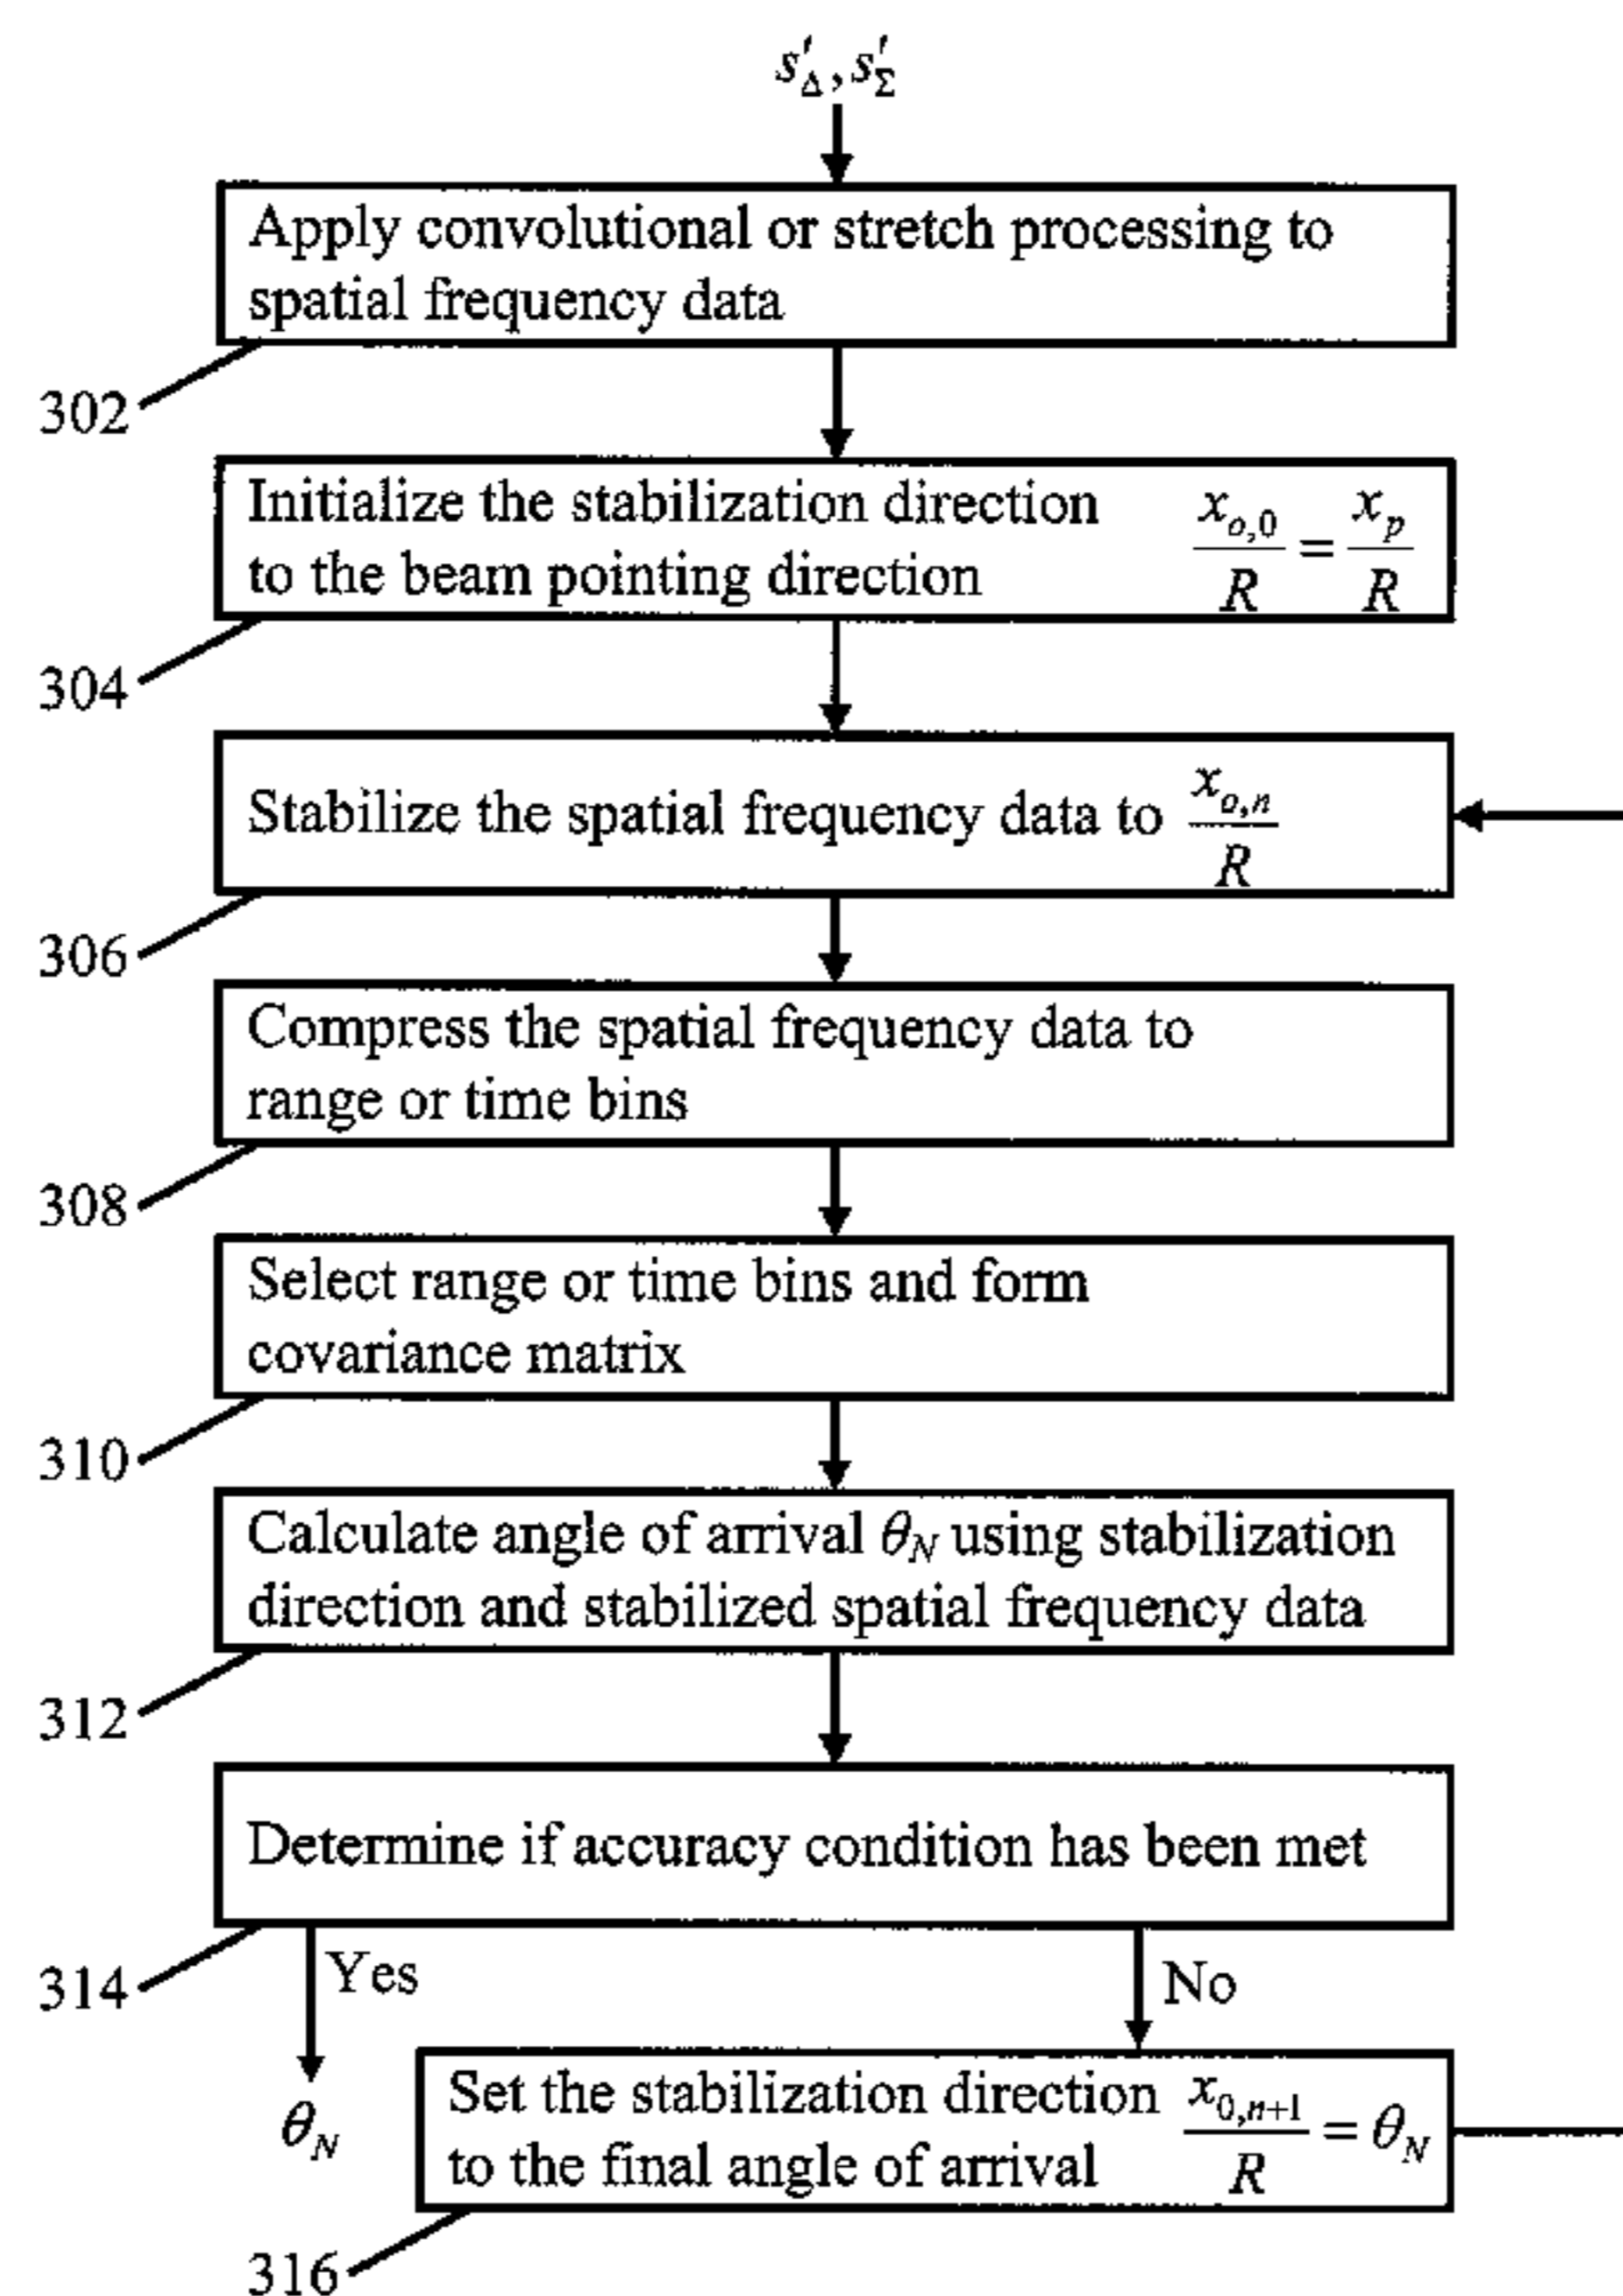 s′_Δ, s′_Σ
Apply convolutional or stretch processing to
spatial frequency data
302
Initialize the stabilization direction
to the beam pointing direction
x_{o,0}/R = x_p/R
304
Stabilize the spatial frequency data to x_{o,n}/R
306
Compress the spatial frequency data to
range or time bins
308
Select range or time bins and form
covariance matrix
310
Calculate angle of arrival θ_N using stabilization
direction and stabilized spatial frequency data
312
Determine if accuracy condition has been met
314
Yes
No
θ_N
Set the stabilization direction
to the final angle of arrival
x_{0,n+1}/R = θ_N
316